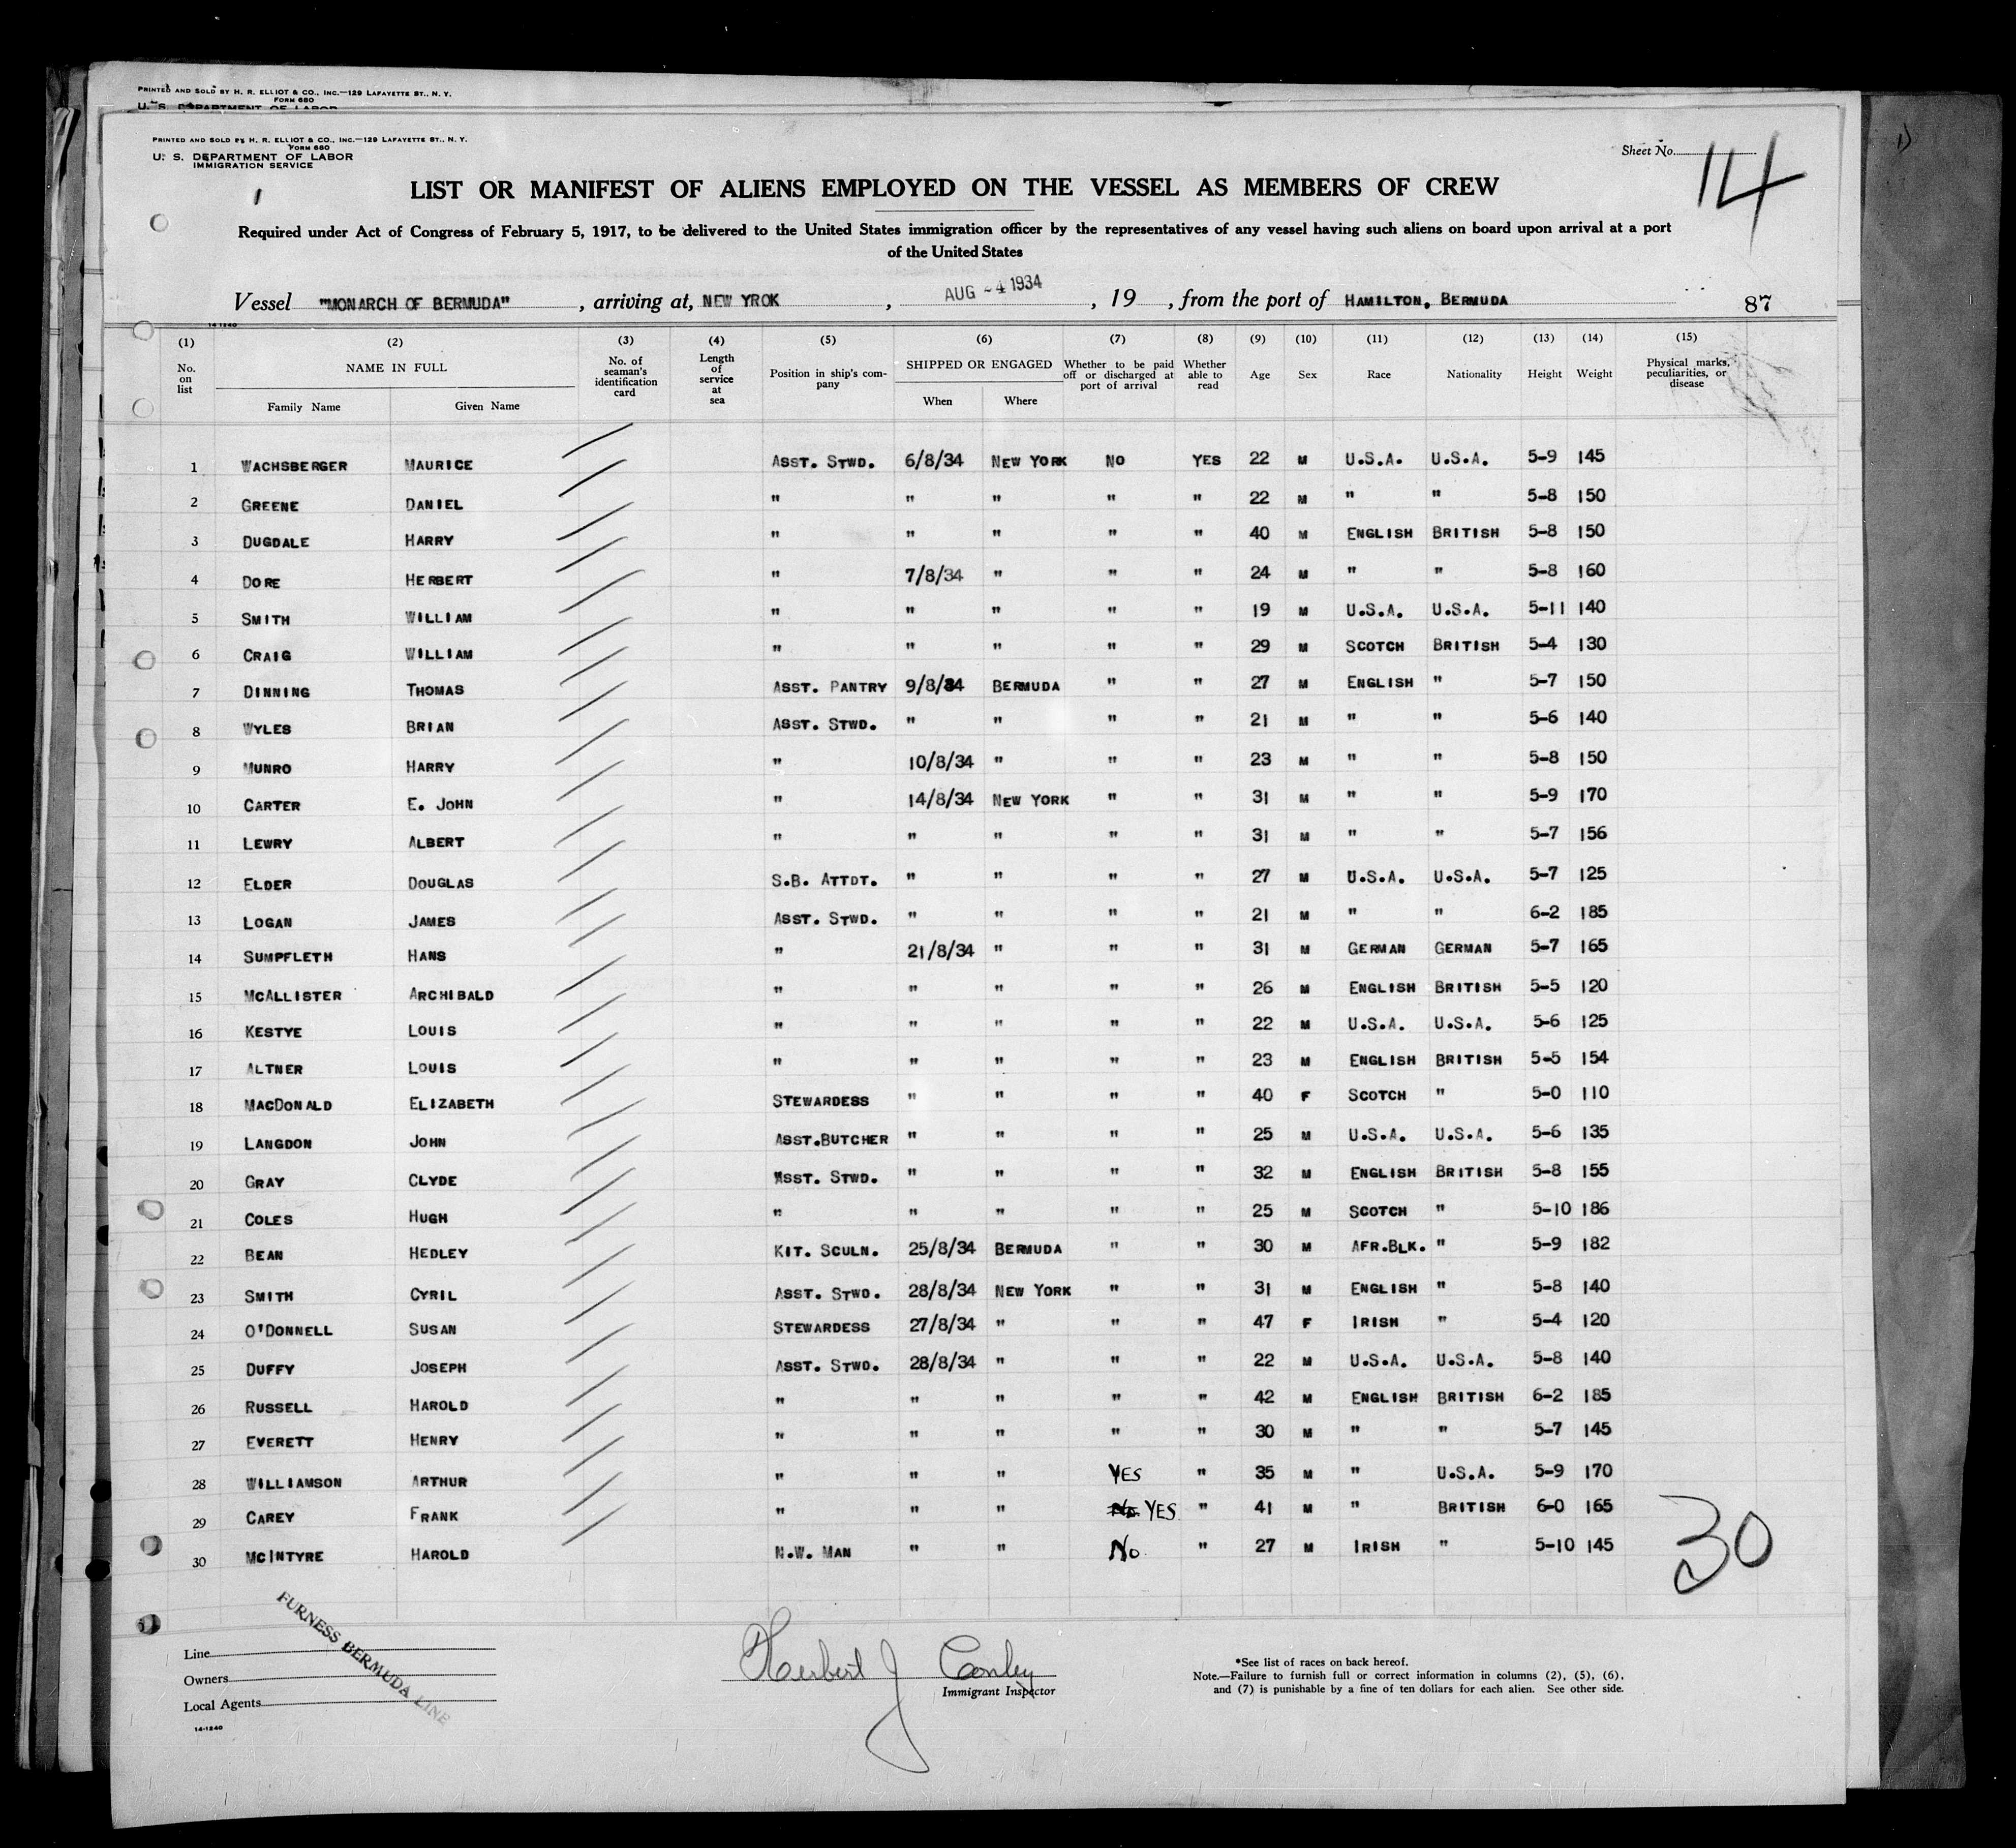 PRINTED AND SOLD BY H. R. ELLIOT & CO., INC.—129 LAFAYETTE ST., N. Y.
FORM 680
U. S. DEPARTMENT OF LABOR
PRINTED AND SOLD BY H. R. ELLIOT & CO., INC.—129 LAFAYETTE ST., N. Y.
FORM 680
U. S. DEPARTMENT OF LABOR
IMMIGRATION SERVICE
Sheet No. 14
LIST OR MANIFEST OF ALIENS EMPLOYED ON THE VESSEL AS MEMBERS OF CREW
Required under Act of Congress of February 5, 1917, to be delivered to the United States immigration officer by the representatives of any vessel having such aliens on board upon arrival at a port
of the United States
Vessel "MONARCH OF BERMUDA", arriving at, NEW YROK, AUG -4 1934, 19 , from the port of HAMILTON, BERMUDA 87
14-1240
(1) (2) (3) (4) (5) (6) (7) (8) (9) (10) (11) (12) (13) (14) (15)
No. on list NAME IN FULL Family Name Given Name No. of seaman's identification card Length of service at sea Position in ship's company SHIPPED OR ENGAGED When Where Whether to be paid off or discharged at port of arrival Whether able to read Age Sex Race Nationality Height Weight Physical marks, peculiarities, or disease
1 WACHSBERGER MAURICE ASST. STWD. 6/8/34 NEW YORK NO YES 22 M U.S.A. U.S.A. 5-9 145
2 GREENE DANIEL " " " " " 22 M " " 5-8 150
3 DUGDALE HARRY " " " " " 40 M ENGLISH BRITISH 5-8 150
4 DORE HERBERT " 7/8/34 " " " 24 M " " 5-8 160
5 SMITH WILLIAM " " " " " 19 M U.S.A. U.S.A. 5-11 140
6 CRAIG WILLIAM " " " " " 29 M SCOTCH BRITISH 5-4 130
7 DINNING THOMAS ASST. PANTRY 9/8/34 BERMUDA " " 27 M ENGLISH " 5-7 150
8 WYLES BRIAN ASST. STWD. " " " " 21 M " " 5-6 140
9 MUNRO HARRY " 10/8/34 " " " 23 M " " 5-8 150
10 CARTER E. JOHN " 14/8/34 NEW YORK " " 31 M " " 5-9 170
11 LEWRY ALBERT " " " " " 31 M " " 5-7 156
12 ELDER DOUGLAS S.B. ATTDT. " " " " 27 M U.S.A. U.S.A. 5-7 125
13 LOGAN JAMES ASST. STWD. " " " " 21 M " " 6-2 185
14 SUMPFLETH HANS " 21/8/34 " " " 31 M GERMAN GERMAN 5-7 165
15 MCALLISTER ARCHIBALD " " " " " 26 M ENGLISH BRITISH 5-5 120
16 KESTYE LOUIS " " " " " 22 M U.S.A. U.S.A. 5-6 125
17 ALTNER LOUIS " " " " " 23 M ENGLISH BRITISH 5-5 154
18 MACDONALD ELIZABETH STEWARDESS " " " " 40 F SCOTCH " 5-0 110
19 LANGDON JOHN ASST.BUTCHER " " " " 25 M U.S.A. U.S.A. 5-6 135
20 GRAY CLYDE ASST. STWD. " " " " 32 M ENGLISH BRITISH 5-8 155
21 COLES HUGH " " " " " 25 M SCOTCH " 5-10 186
22 BEAN HEDLEY KIT. SCULN. 25/8/34 BERMUDA " " 30 M AFR.BLK. " 5-9 182
23 SMITH CYRIL ASST. STWD. 28/8/34 NEW YORK " " 31 M ENGLISH " 5-8 140
24 O'DONNELL SUSAN STEWARDESS 27/8/34 " " " 47 F IRISH " 5-4 120
25 DUFFY JOSEPH ASST. STWD. 28/8/34 " " " 22 M U.S.A. U.S.A. 5-8 140
26 RUSSELL HAROLD " " " " " 42 M ENGLISH BRITISH 6-2 185
27 EVERETT HENRY " " " " " 30 M " " 5-7 145
28 WILLIAMSON ARTHUR " " " YES " 35 M " U.S.A. 5-9 170
29 CAREY FRANK " " " No YES " 41 M " BRITISH 6-0 165
30 MCINTYRE HAROLD N.W. MAN " " No " 27 M IRISH " 5-10 145
30
FURNESS BERMUDA LINE
Line
Owners
Local Agents
14-1240
Herbert J Conley
Immigrant Inspector
*See list of races on back hereof.
Note.—Failure to furnish full or correct information in columns (2), (5), (6),
and (7) is punishable by a fine of ten dollars for each alien. See other side.